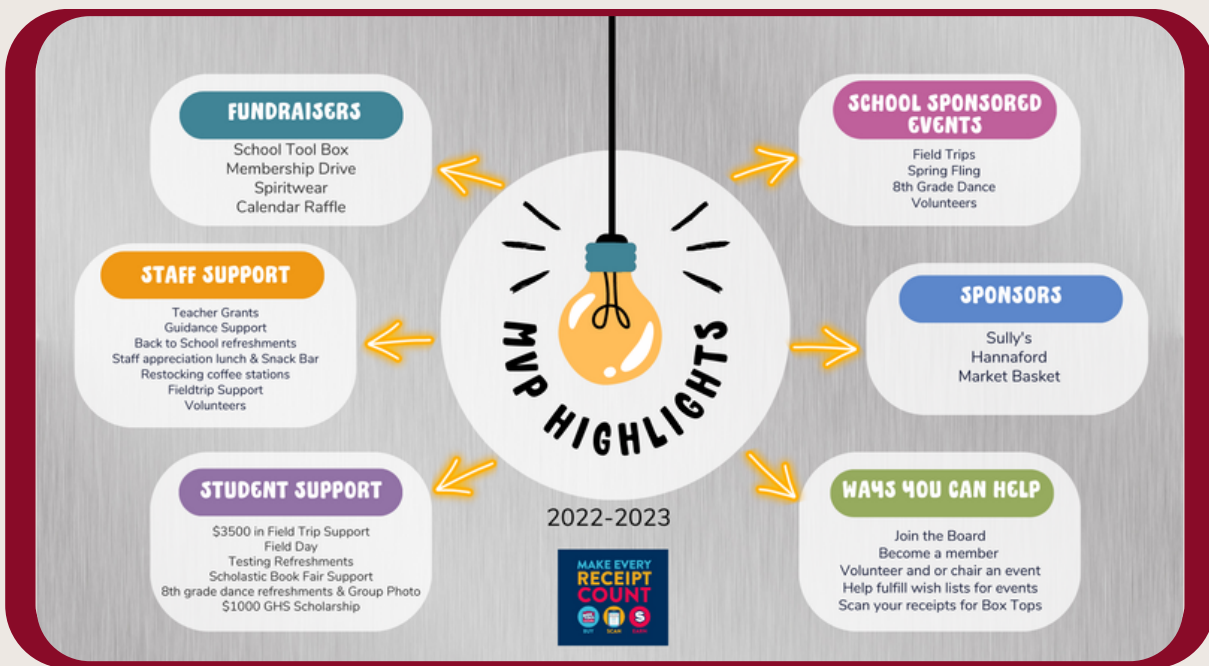 FUNDRAISERS
School Tool Box
Membership Drive
Spiritwear
Calendar Raffle
STAFF SUPPORT
Teacher Grants
Guidance Support
Back to School refreshments
Staff appreciation lunch & Snack Bar
Restocking coffee stations
Fieldtrip Support
Volunteers
STUDENT SUPPORT
$3500 in Field Trip Support
Field Day
Testing Refreshments
Scholastic Book Fair Support
8th grade dance refreshments & Group Photo
$1000 GHS Scholarship
MVP HIGHLIGHTS
2022-2023
MAKE EVERY
RECEIPT
COUNT
BUY SCAN EARN
SCHOOL SPONSORED
EVENTS
Field Trips
Spring Fling
8th Grade Dance
Volunteers
SPONSORS
Sully's
Hannaford
Market Basket
WAYS YOU CAN HELP
Join the Board
Become a member
Volunteer and or chair an event
Help fulfill wish lists for events
Scan your receipts for Box Tops